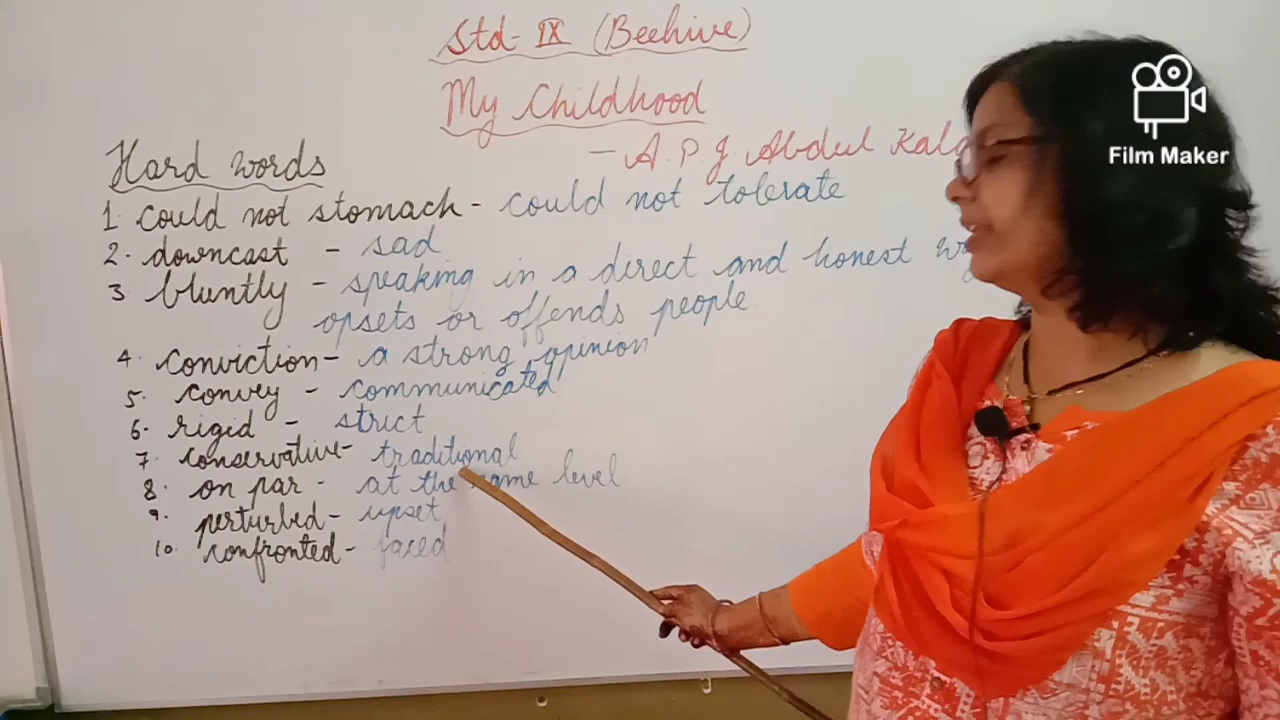 Std- IX (Beehive)
My Childhood
- A. P. J Abdul
Hard words
1. could not stomach - could not tolerate
2. downcast - sad
3 bluntly - speaking in a direct and honest
opsets or offends people
4. conviction - a strong opinion
5. convey - communicated
6. rigid - strict
7 conservative - traditional
8. on par - at the same level
9. perturbed - upset
10. confronted - faced
Film Maker